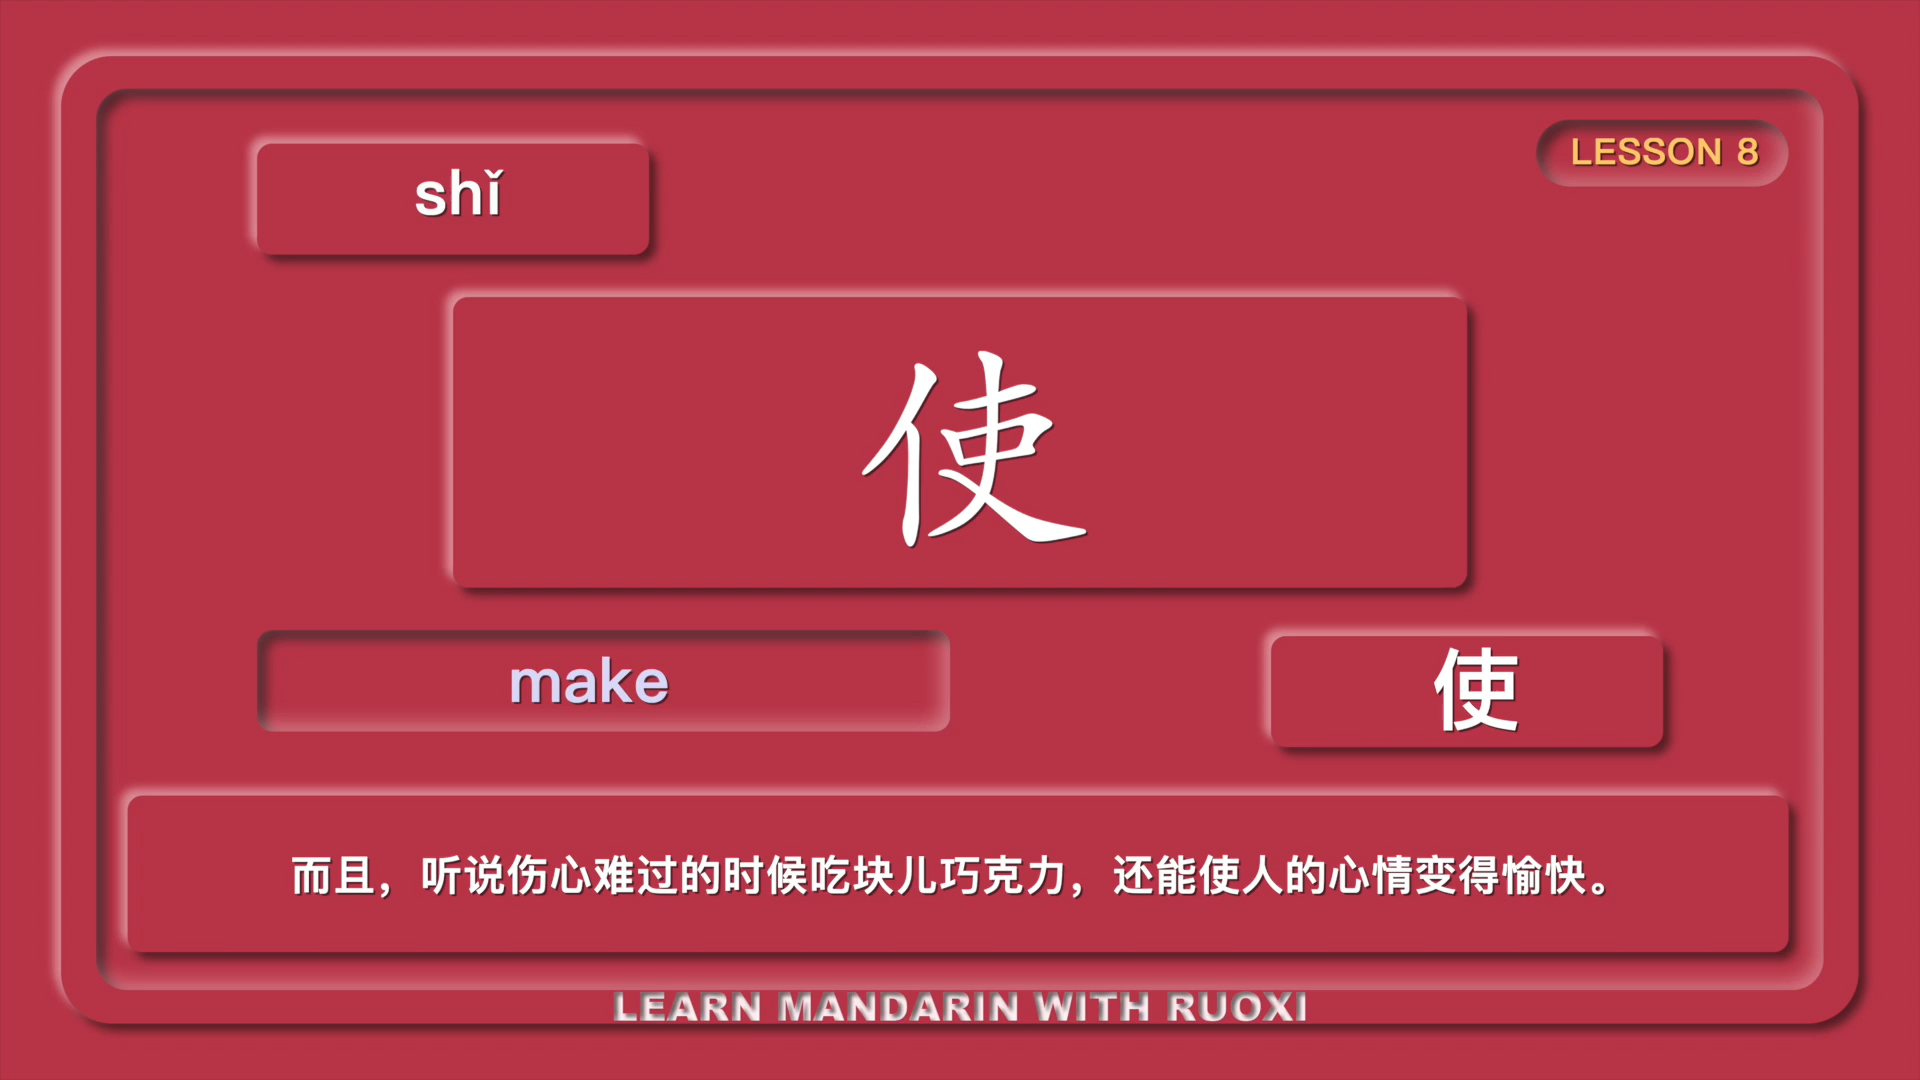 LESSON 8
shǐ
使
make
使
而且，听说伤心难过的时候吃块儿巧克力，还能使人的心情变得愉快。
LEARN MANDARIN WITH RUOXI